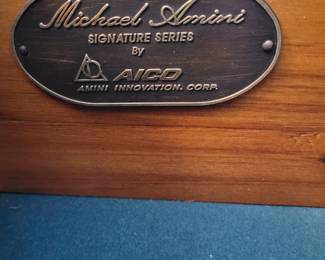 Michael Amini
SIGNATURE SERIES
By
AICO
AMINI INNOVATION. CORP.